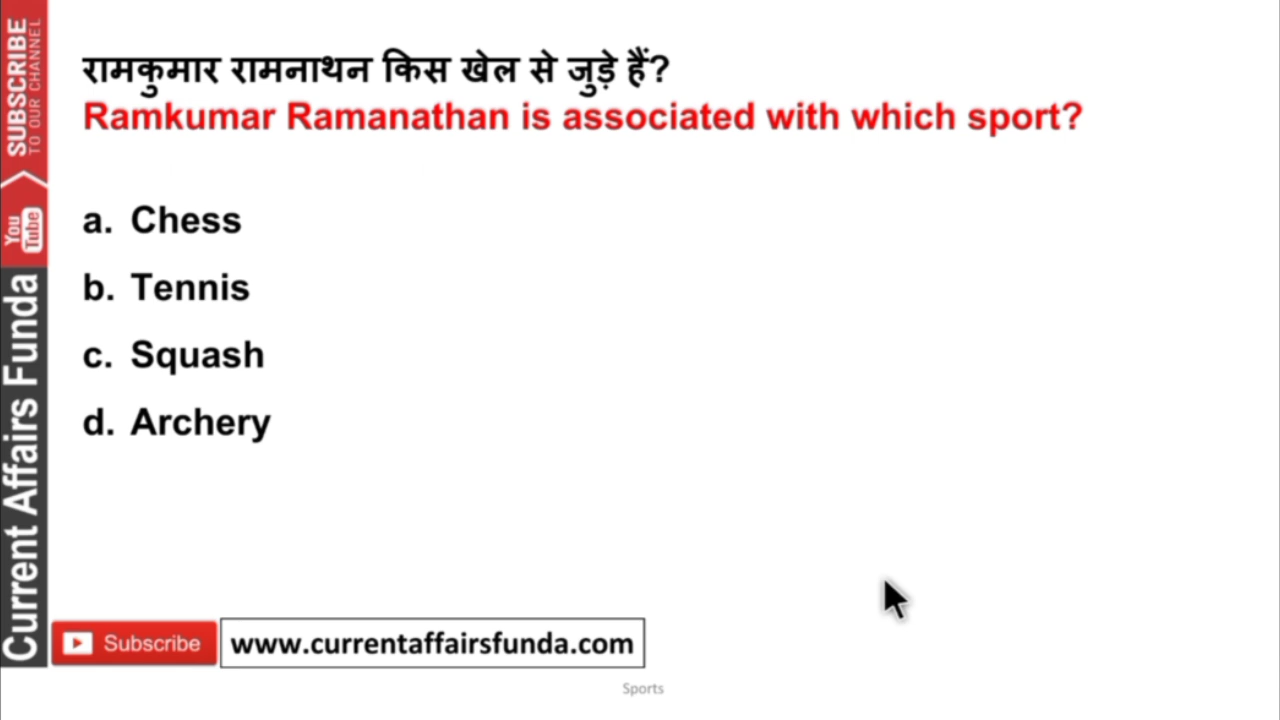 रामकुमार रामनाथन किस खेल से जुड़े हैं?
Ramkumar Ramanathan is associated with which sport?
a. Chess
b. Tennis
c. Squash
d. Archery
SUBSCRIBE
TO OUR CHANNEL
You
Tube
Current Affairs Funda
Subscribe
www.currentaffairsfunda.com
Sports